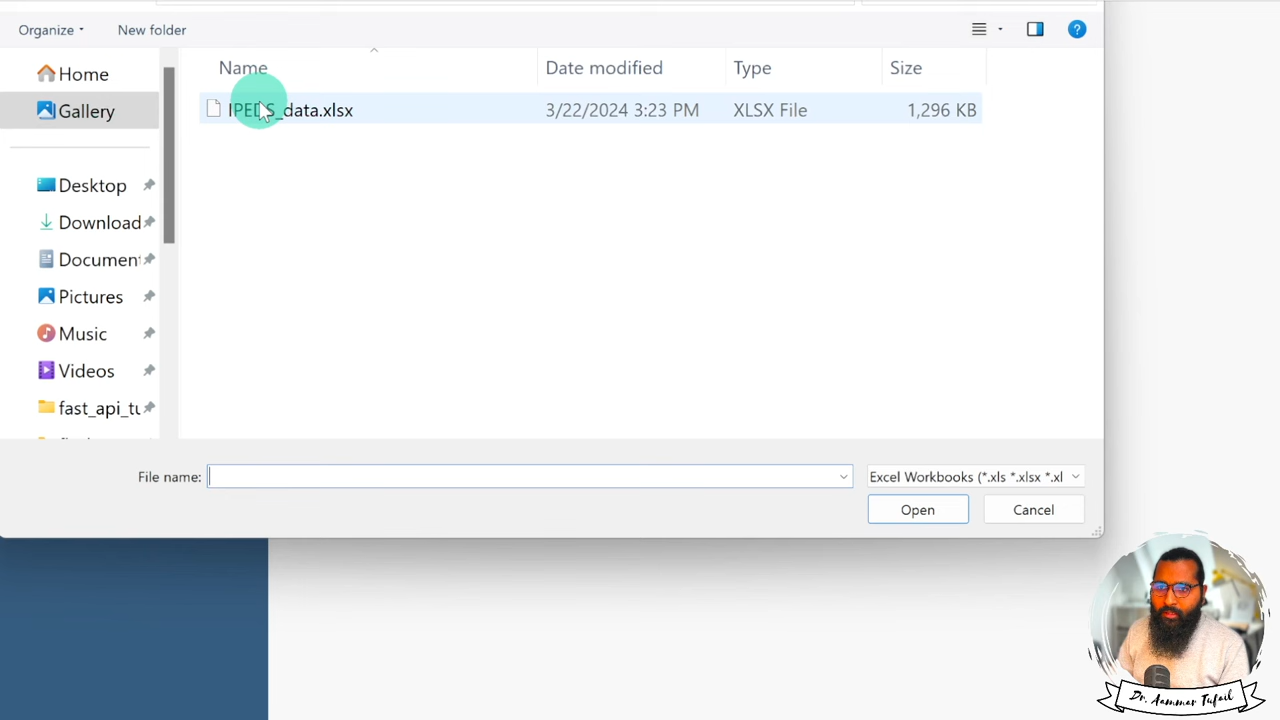 Organize
New folder
?
Name
Date modified
Type
Size
Home
Gallery
IPEDS_data.xlsx
3/22/2024 3:23 PM
XLSX File
1,296 KB
Desktop
Download
Document
Pictures
Music
Videos
fast_api_tu
File name:
Excel Workbooks (*.xls *.xlsx *.xl
Open
Cancel
Dr. Aammar Tufail